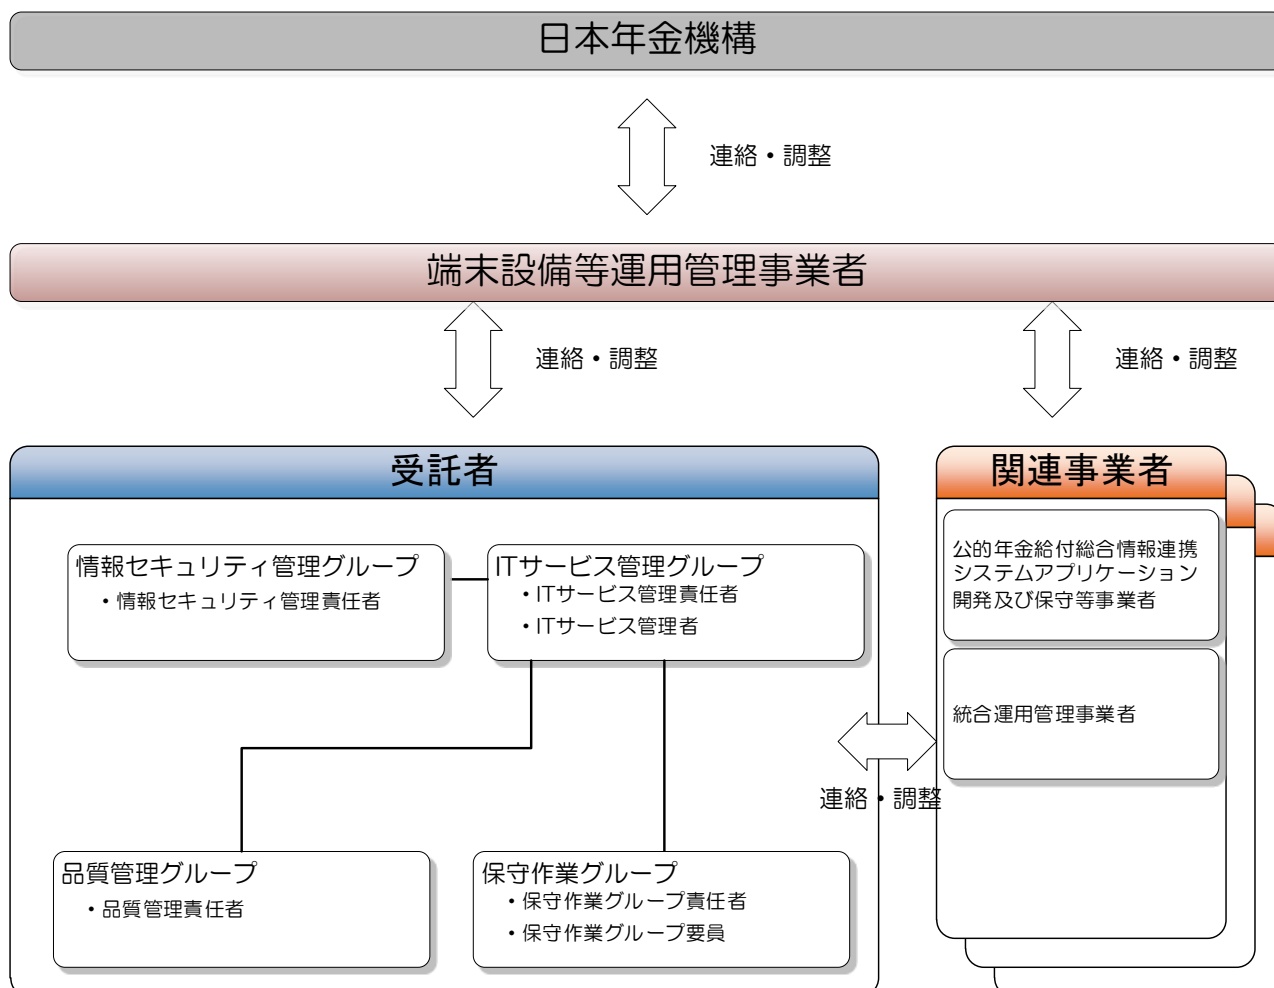 日本年金機構
連絡・調整
端末設備等運用管理事業者
連絡・調整
連絡・調整
受託者
関連事業者
情報セキュリティ管理グループ
・情報セキュリティ管理責任者
ITサービス管理グループ
・ITサービス管理責任者
・ITサービス管理者
公的年金給付総合情報連携
システムアプリケーション
開発及び保守等事業者
統合運用管理事業者
連絡・調整
品質管理グループ
・品質管理責任者
保守作業グループ
・保守作業グループ責任者
・保守作業グループ要員